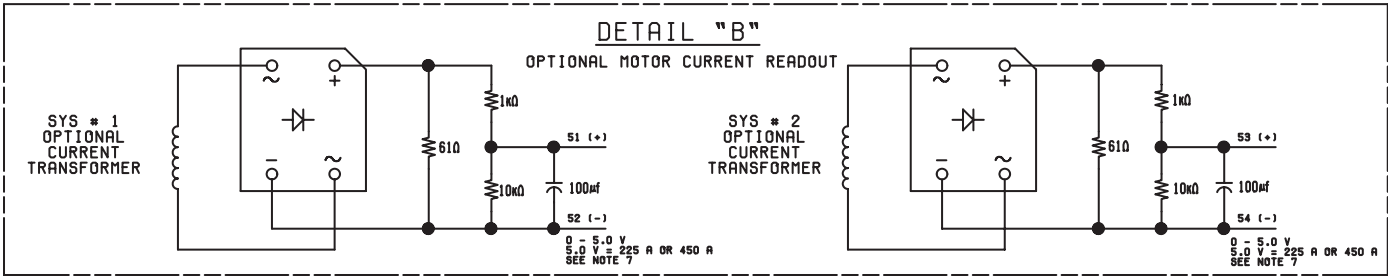 DETAIL "B"
OPTIONAL MOTOR CURRENT READOUT
SYS # 1
OPTIONAL
CURRENT
TRANSFORMER
~
+
−
~
61Ω
1KΩ
10KΩ
100µf
51 (+)
52 (-)
0 - 5.0 V
5.0 V = 225 A OR 450 A
SEE NOTE 7
SYS # 2
OPTIONAL
CURRENT
TRANSFORMER
~
+
−
~
61Ω
1KΩ
10KΩ
100µf
53 (+)
54 (-)
0 - 5.0 V
5.0 V = 225 A OR 450 A
SEE NOTE 7